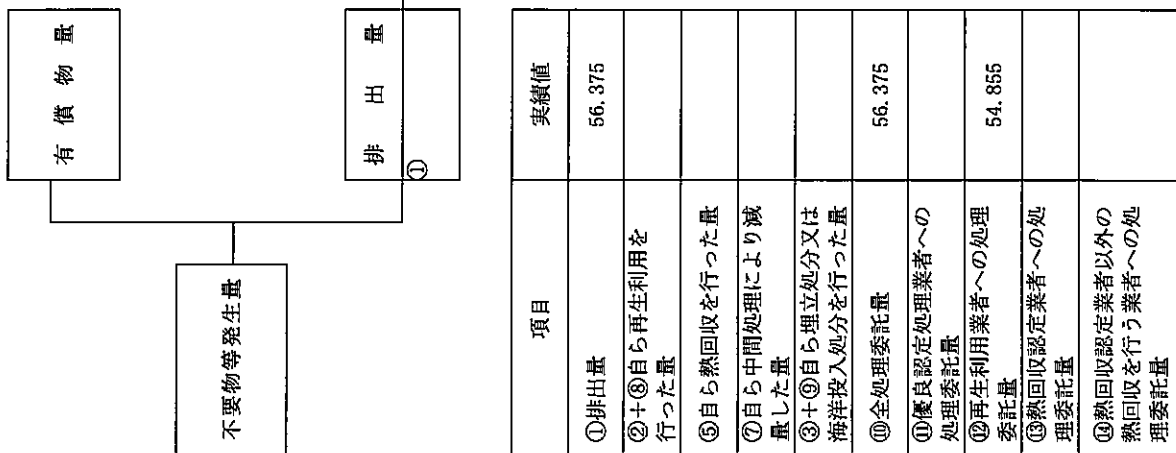 有償物量
不要物等発生量
排出量
①
項目
実績値
①排出量
56.375
②+⑧自ら再生利用を
行った量
⑤自ら熱回収を行った量
⑦自ら中間処理により減
量した量
③+⑨自ら埋立処分又は
海洋投入処分を行った量
⑩全処理委託量
56.375
⑪優良認定処理業者への
処理委託量
⑫再生利用業者への処理
委託量
54.855
⑬熱回収認定業者への処
理委託量
⑭熱回収認定業者以外の
熱回収を行う業者への処
理委託量